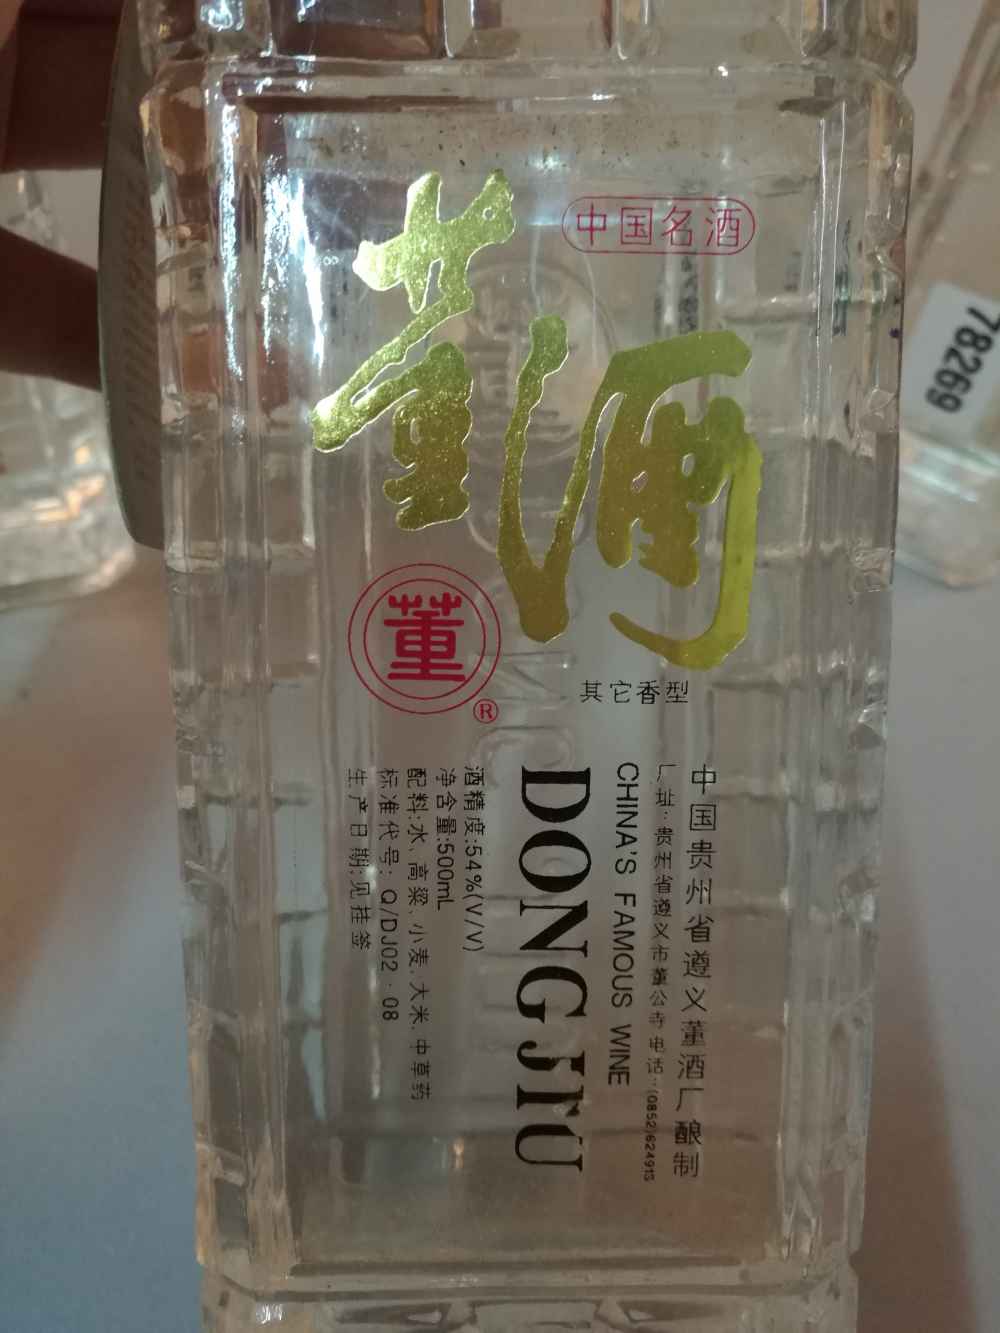 中国名酒
董酒
董
®
其它香型
中国贵州省遵义董酒厂酿制
厂址:贵州省遵义市董公寺 电话:(0852)624919
CHINA'S FAMOUS WINE
DONG JIU
酒精度:54%(V/V)
净含量:500mL
配料:水、高粱、小麦、大米、中草药
标准代号: Q/DJ02·08
生产日期:见挂签
78269